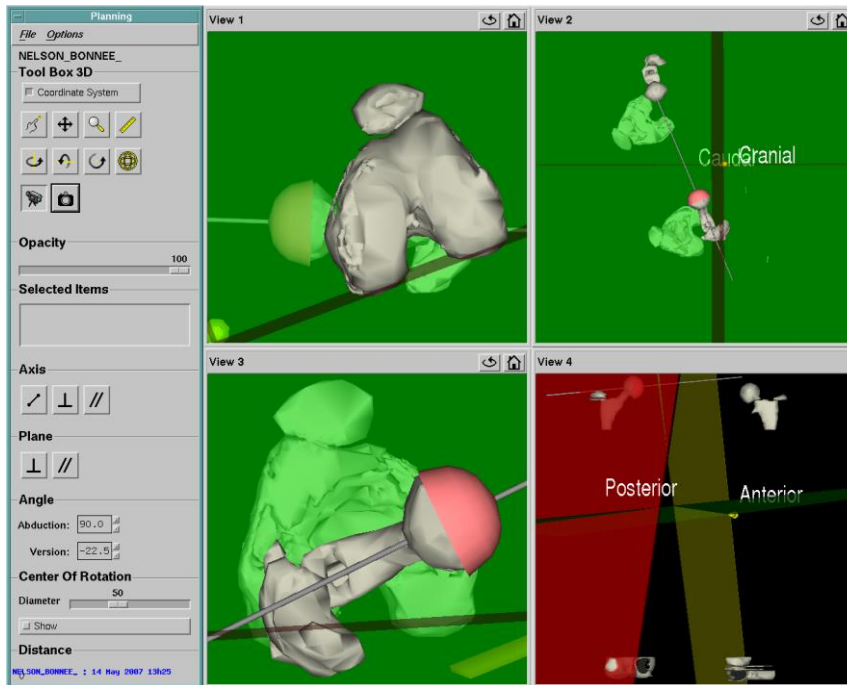 Planning
File Options
NELSON_BONNEE_
Tool Box 3D
Coordinate System
Opacity
100
Selected Items
Axis
Plane
Angle
Abduction: 90.0
Version: -22.5
Center Of Rotation
50
Diameter
Show
Distance
NELSON_BONNEE_ : 14 May 2007 13h25
View 1
View 2
Caudal
Cranial
View 3
View 4
Posterior
Anterior